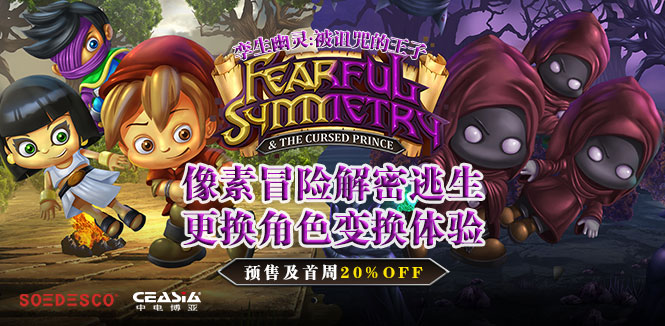 孪生幽灵:被诅咒的王子
FEARFUL
SYMMETRY
& THE CURSED PRINCE
像素冒险解密逃生
更换角色变换体验
预售及首周20%OFF
SOEDESCO
CEASIA
中电博亚